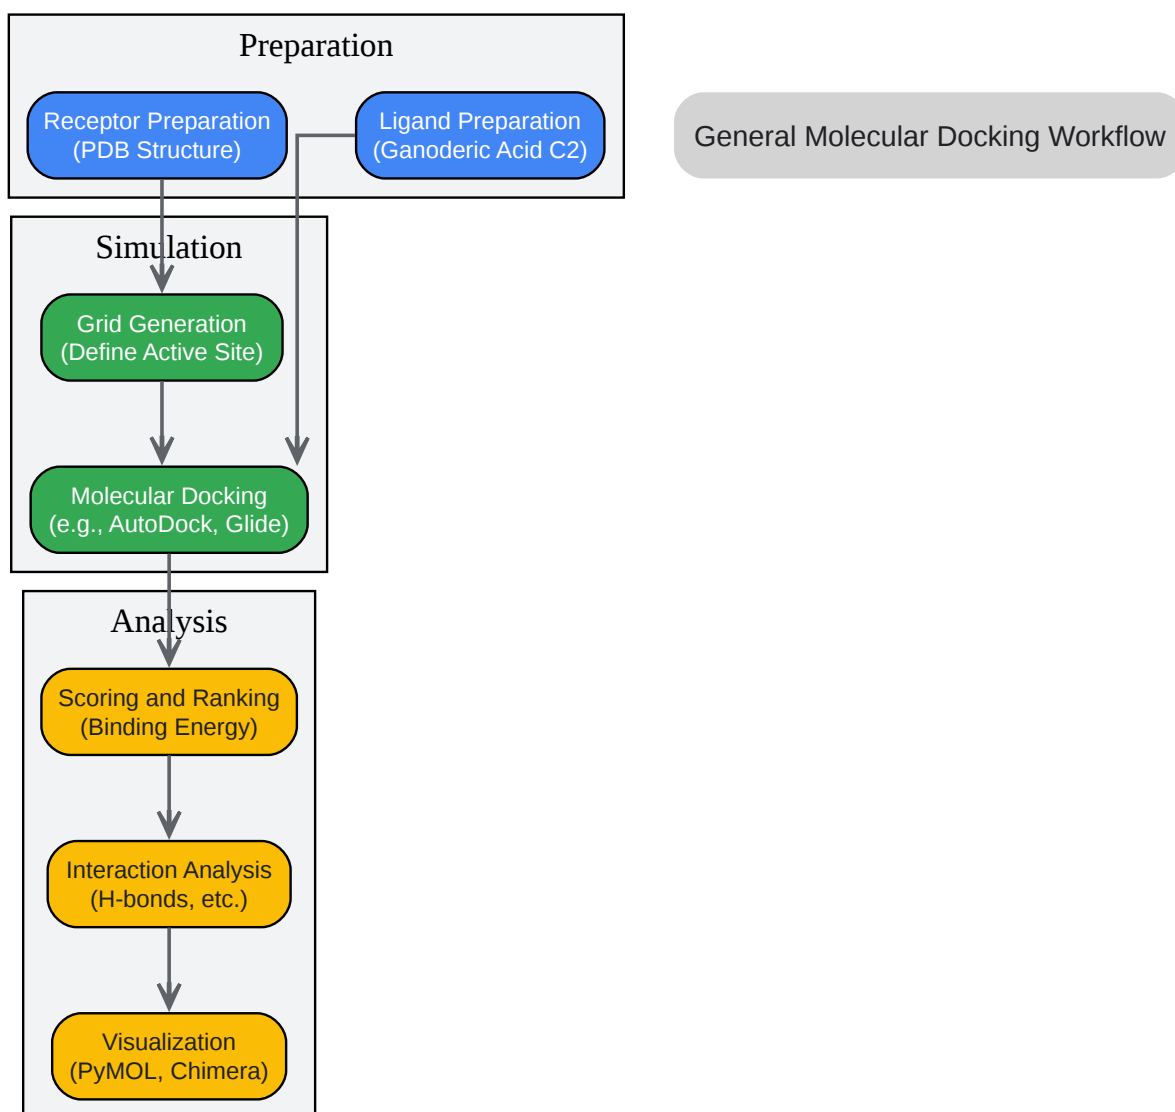 Preparation
Receptor Preparation
(PDB Structure)
Ligand Preparation
(Ganoderic Acid C2)
General Molecular Docking Workflow
Simulation
Grid Generation
(Define Active Site)
Molecular Docking
(e.g., AutoDock, Glide)
Analysis
Scoring and Ranking
(Binding Energy)
Interaction Analysis
(H-bonds, etc.)
Visualization
(PyMOL, Chimera)